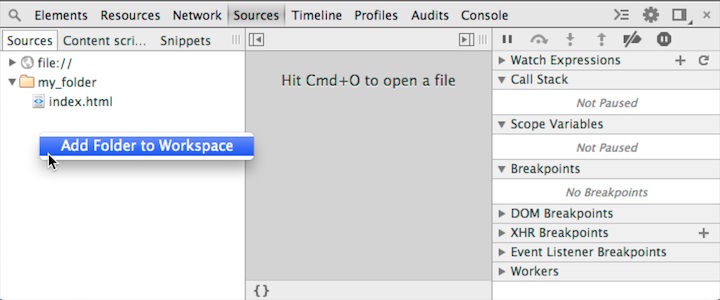 Elements Resources Network Sources Timeline Profiles Audits Console
Sources Content scri... Snippets
file://
my_folder
index.html
Add Folder to Workspace
Hit Cmd+O to open a file
{}
Watch Expressions
Call Stack
Not Paused
Scope Variables
Not Paused
Breakpoints
No Breakpoints
DOM Breakpoints
XHR Breakpoints
Event Listener Breakpoints
Workers